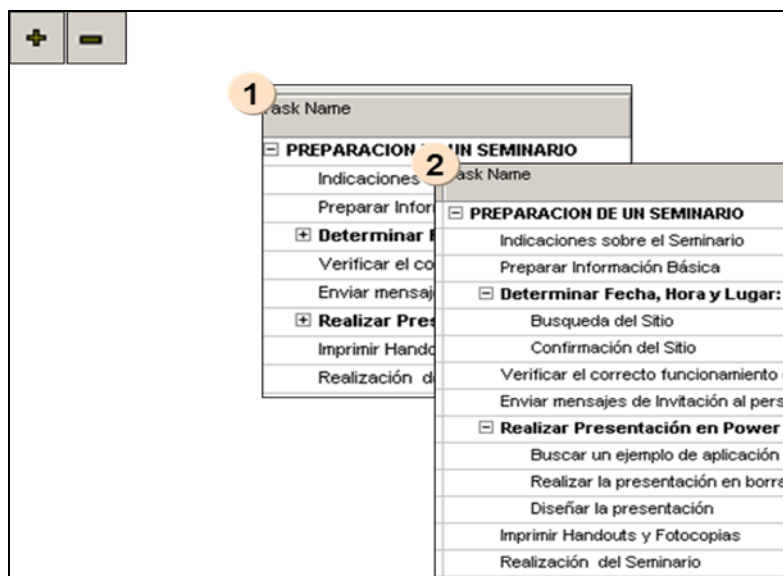 1
ask Name
PREPARACION UN SEMINARIO
Indicaciones
Preparar Infor
Determinar F
Verificar el co
Enviar mensaj
Realizar Pres
Imprimir Hando
Realización d
2
ask Name
PREPARACION DE UN SEMINARIO
Indicaciones sobre el Seminario
Preparar Información Básica
Determinar Fecha, Hora y Lugar:
Busqueda del Sitio
Confirmación del Sitio
Verificar el correcto funcionamiento
Enviar mensajes de Invitación al pers
Realizar Presentación en Power
Buscar un ejemplo de aplicación
Realizar la presentación en borra
Diseñar la presentación
Imprimir Handouts y Fotocopias
Realización del Seminario